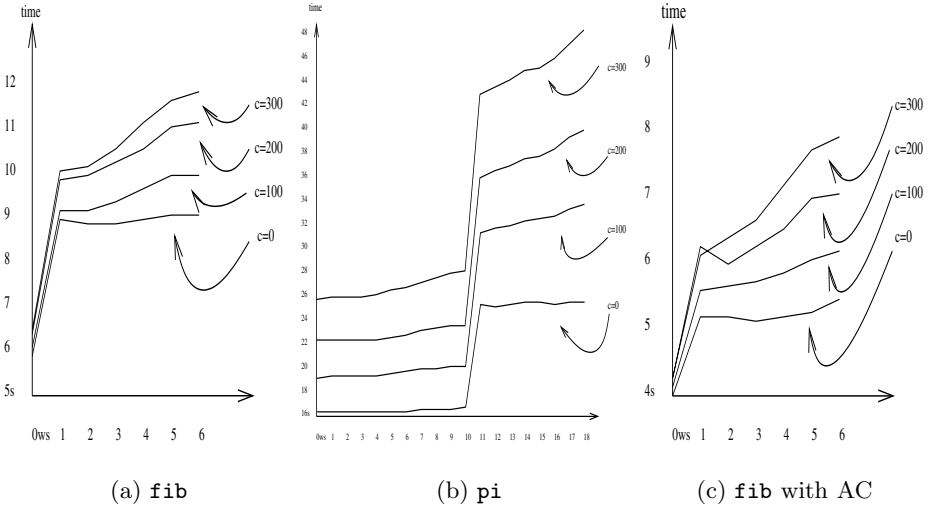 time
12
11
10
9
8
7
6
5s
0ws 1 2 3 4 5 6
c=300
c=200
c=100
c=0
(a) fib
time
48
46
44
42
40
38
36
34
32
30
28
26
24
22
20
18
16s
0ws 1 2 3 4 5 6 7 8 9 10 11 12 13 14 15 16 17 18
c=300
c=200
c=100
c=0
(b) pi
time
9
8
7
6
5
4s
0ws 1 2 3 4 5 6
c=300
c=200
c=100
c=0
(c) fib with AC